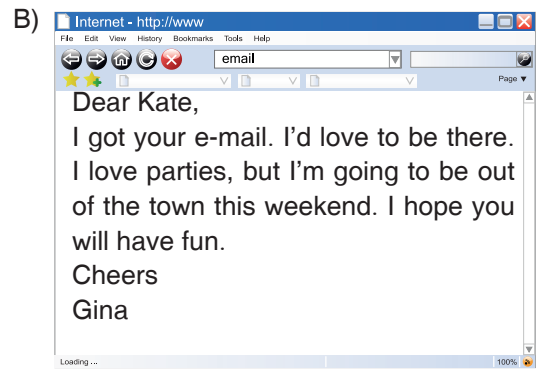 B)
Internet - http://www
File Edit View History Bookmarks Tools Help
email
Page
Dear Kate,
I got your e-mail. I'd love to be there.
I love parties, but I'm going to be out
of the town this weekend. I hope you
will have fun.
Cheers
Gina
Loading ... 100%